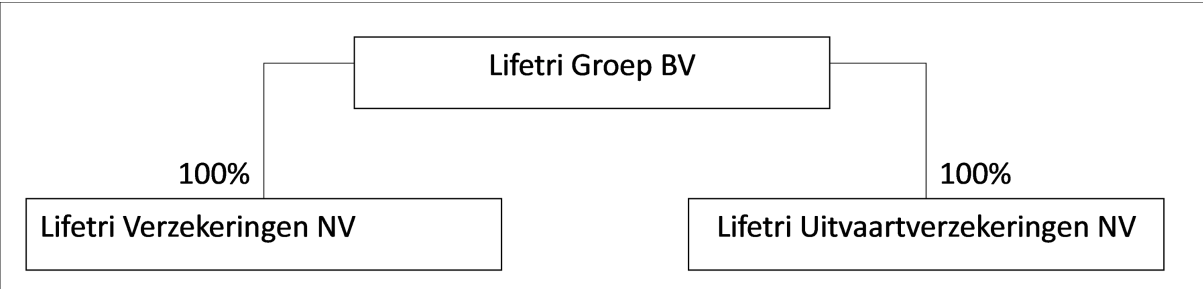 Lifetri Groep BV
100%
100%
Lifetri Verzekeringen NV
Lifetri Uitvaartverzekeringen NV